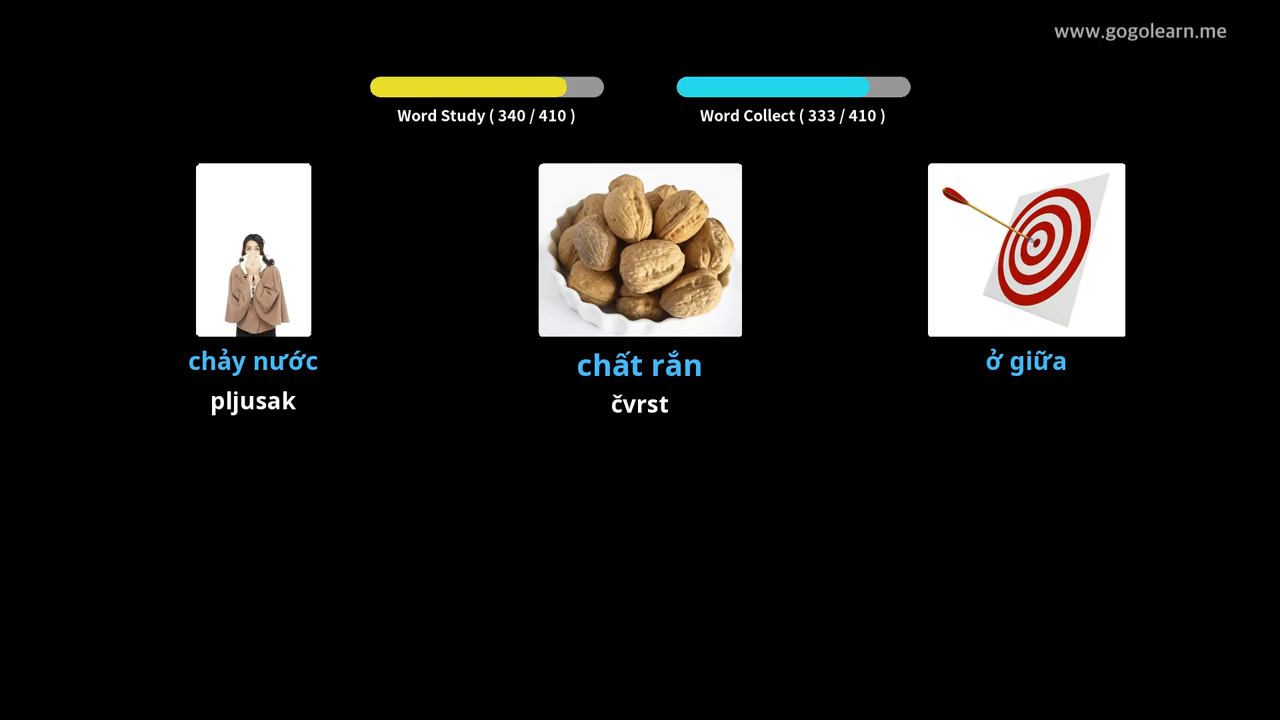 www.gogolearn.me
Word Study ( 340 / 410 )
Word Collect ( 333 / 410 )
chảy nước
pljusak
chất rắn
čvrst
ở giữa